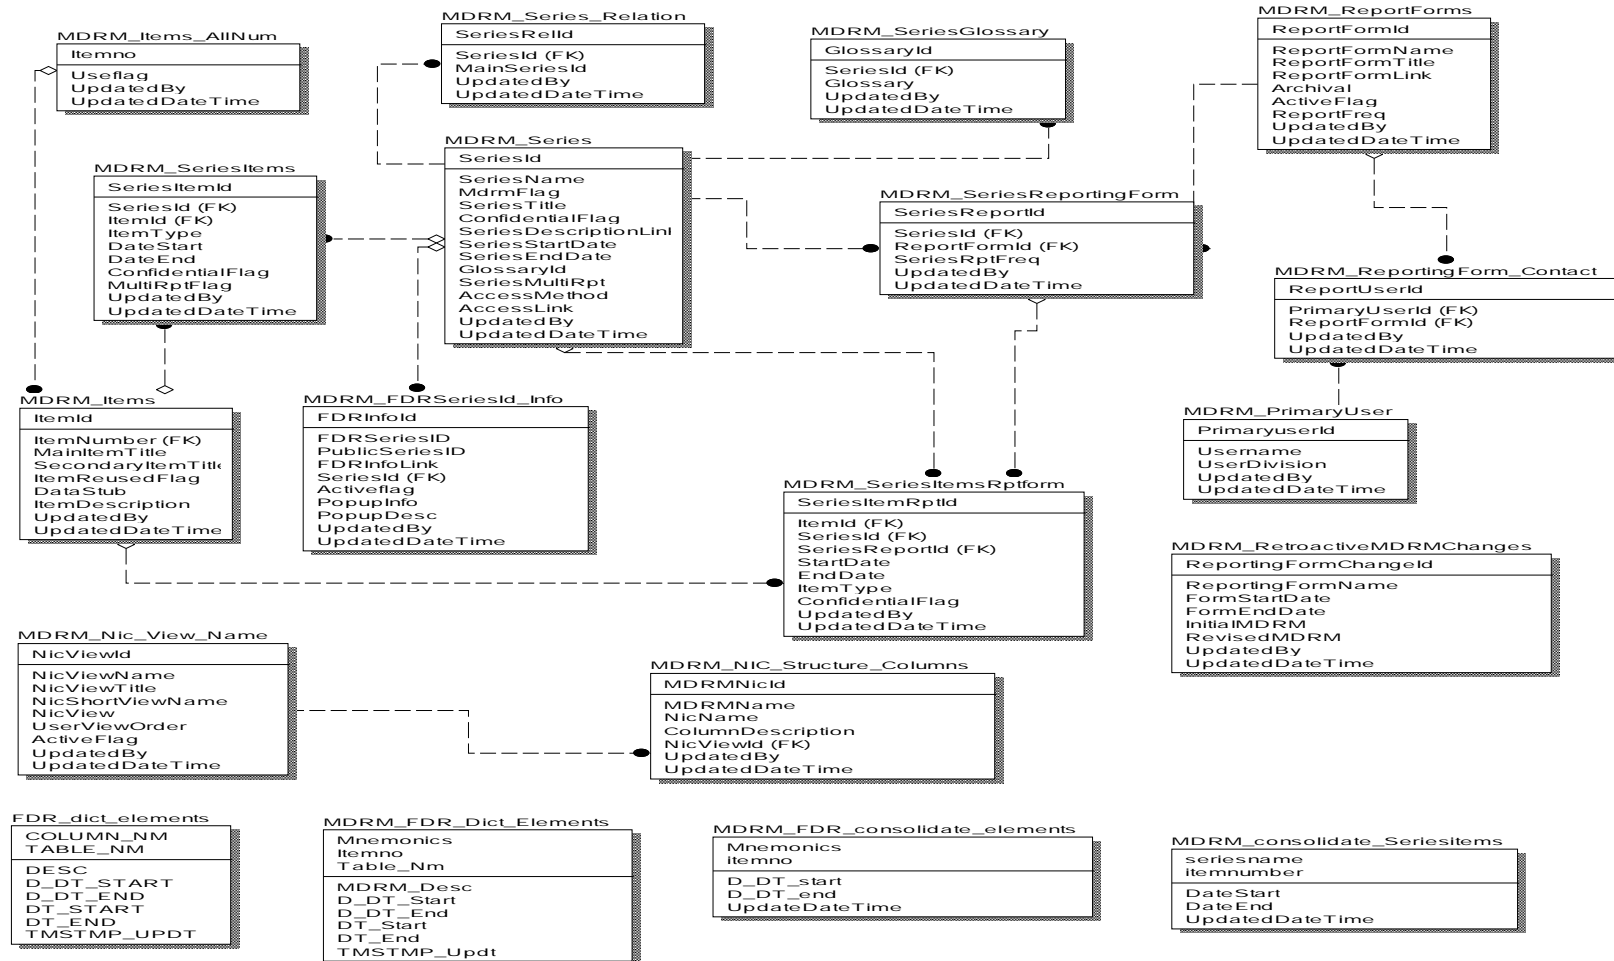 MDRM_Items_AllNum
Itemno
Useflag
UpdatedBy
UpdatedDateTime
MDRM_Series_Relation
SeriesRelId
SeriesId (FK)
MainSeriesId
UpdatedBy
UpdatedDateTime
MDRM_SeriesGlossary
GlossaryId
SeriesId (FK)
Glossary
UpdatedBy
UpdatedDateTime
MDRM_ReportForms
ReportFormId
ReportFormName
ReportFormTitle
ReportFormLink
Archival
ActiveFlag
ReportFreq
UpdatedBy
UpdatedDateTime
MDRM_SeriesItems
SeriesItemId
SeriesId (FK)
ItemId (FK)
ItemType
DateStart
DateEnd
ConfidentialFlag
MultiRptFlag
UpdatedBy
UpdatedDateTime
MDRM_Series
SeriesId
SeriesName
MdrmFlag
SeriesTitle
ConfidentialFlag
SeriesDescriptionLinl
SeriesStartDate
SeriesEndDate
GlossaryId
SeriesMultiRpt
AccessMethod
AccessLink
UpdatedBy
UpdatedDateTime
MDRM_SeriesReportingForm
SeriesReportId
SeriesId (FK)
ReportFormId (FK)
SeriesRptFreq
UpdatedBy
UpdatedDateTime
MDRM_ReportingForm_Contact
ReportUserId
PrimaryUserId (FK)
ReportFormId (FK)
UpdatedBy
UpdatedDateTime
MDRM_Items
ItemId
ItemNumber (FK)
MainItemTitle
SecondaryItemTitle
ItemReusedFlag
DataStub
ItemDescription
UpdatedBy
UpdatedDateTime
MDRM_FDRSeriesId_Info
FDRInfoId
FDRSeriesID
PublicSeriesID
FDRInfoLink
SeriesId (FK)
Activeflag
PopupInfo
PopupDesc
UpdatedBy
UpdatedDateTime
MDRM_PrimaryUser
PrimaryuserId
Username
UserDivision
UpdatedBy
UpdatedDateTime
MDRM_SeriesItemsRptform
SeriesItemRptId
ItemId (FK)
SeriesId (FK)
SeriesReportId (FK)
StartDate
EndDate
ItemType
ConfidentialFlag
UpdatedBy
UpdatedDateTime
MDRM_RetroactiveMDRMChanges
ReportingFormChangeId
ReportingFormName
FormStartDate
FormEndDate
InitialMDRM
RevisedMDRM
UpdatedBy
UpdatedDateTime
MDRM_Nic_View_Name
NicViewId
NicViewName
NicViewTitle
NicShortViewName
NicView
UserViewOrder
ActiveFlag
UpdatedBy
UpdatedDateTime
MDRM_NIC_Structure_Columns
MDRMNicId
MDRMName
NicName
ColumnDescription
NicViewId (FK)
UpdatedBy
UpdatedDateTime
FDR_dict_elements
COLUMN_NM
TABLE_NM
DESC
D_DT_START
D_DT_END
DT_START
DT_END
TMSTMP_UPDT
MDRM_FDR_Dict_Elements
Mnemonics
Itemno
Table_Nm
MDRM_Desc
D_DT_Start
D_DT_End
DT_Start
DT_End
TMSTMP_Updt
MDRM_FDR_consolidate_elements
Mnemonics
itemno
D_DT_start
D_DT_end
UpdateDateTime
MDRM_consolidate_Seriesitems
seriesname
itemnumber
DateStart
DateEnd
UpdatedDateTime